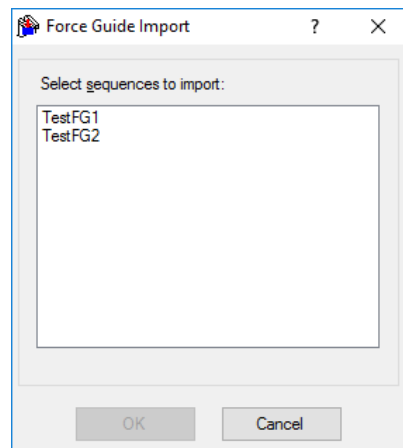 Force Guide Import
?
Select sequences to import:
TestFG1
TestFG2
OK
Cancel